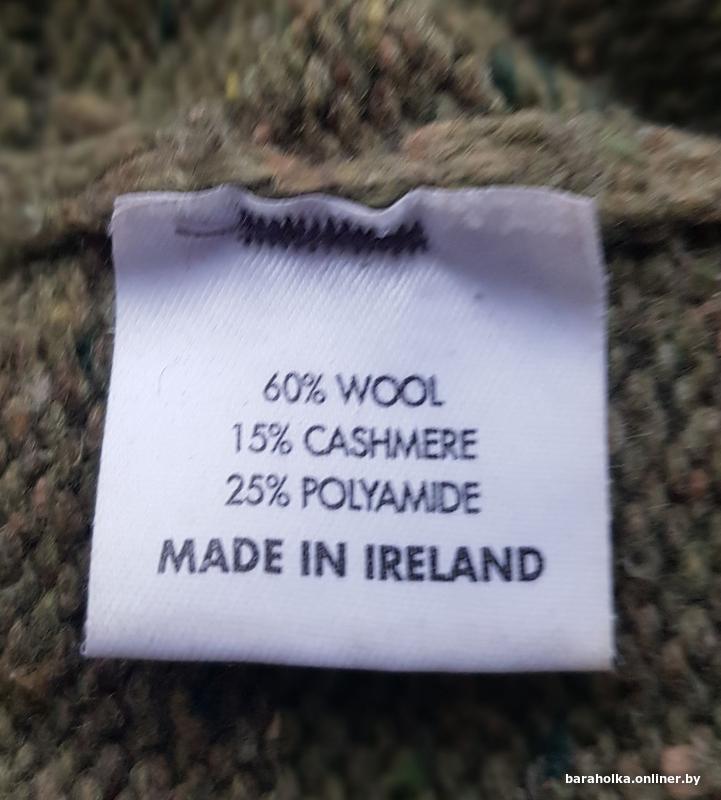 60% WOOL
15% CASHMERE
25% POLYAMIDE
MADE IN IRELAND
baraholka.onliner.by